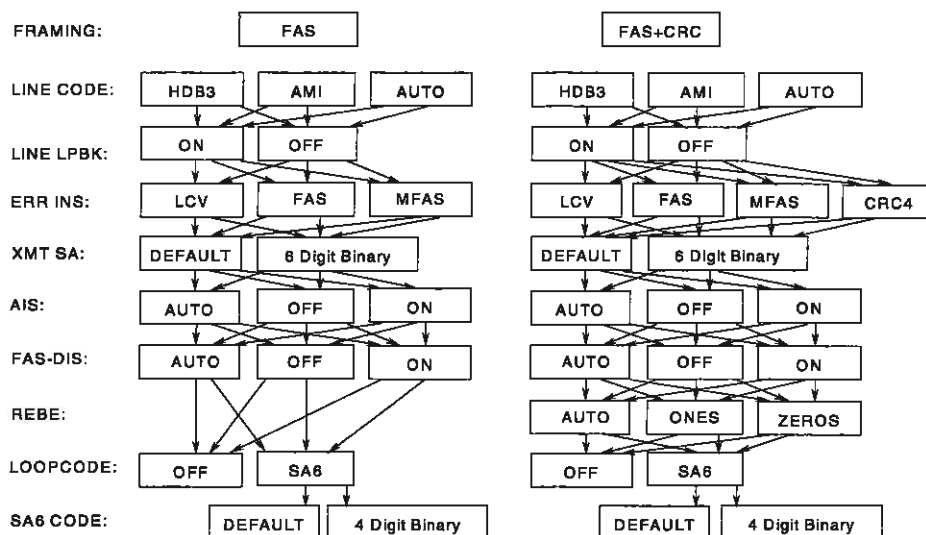 FRAMING: FAS FAS+CRC
LINE CODE: HDB3 AMI AUTO HDB3 AMI AUTO
LINE LPBK: ON OFF ON OFF
ERR INS: LCV FAS MFAS LCV FAS MFAS CRC4
XMT SA: DEFAULT 6 Digit Binary DEFAULT 6 Digit Binary
AIS: AUTO OFF ON AUTO OFF ON
FAS-DIS: AUTO OFF ON AUTO OFF ON
REBE: AUTO ONES ZEROS
LOOPCODE: OFF SA6 OFF SA6
SA6 CODE: DEFAULT 4 Digit Binary DEFAULT 4 Digit Binary